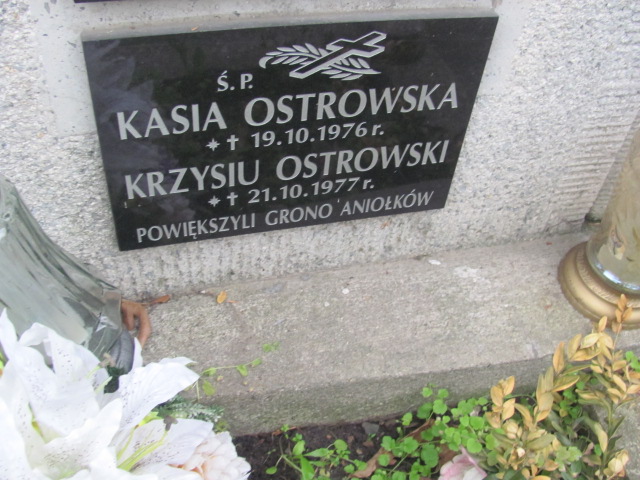 Ś.P.
KASIA OSTROWSKA
* † 19.10.1976 r.
KRZYSIU OSTROWSKI
* † 21.10.1977 r.
POWIĘKSZYLI GRONO ANIOŁKÓW